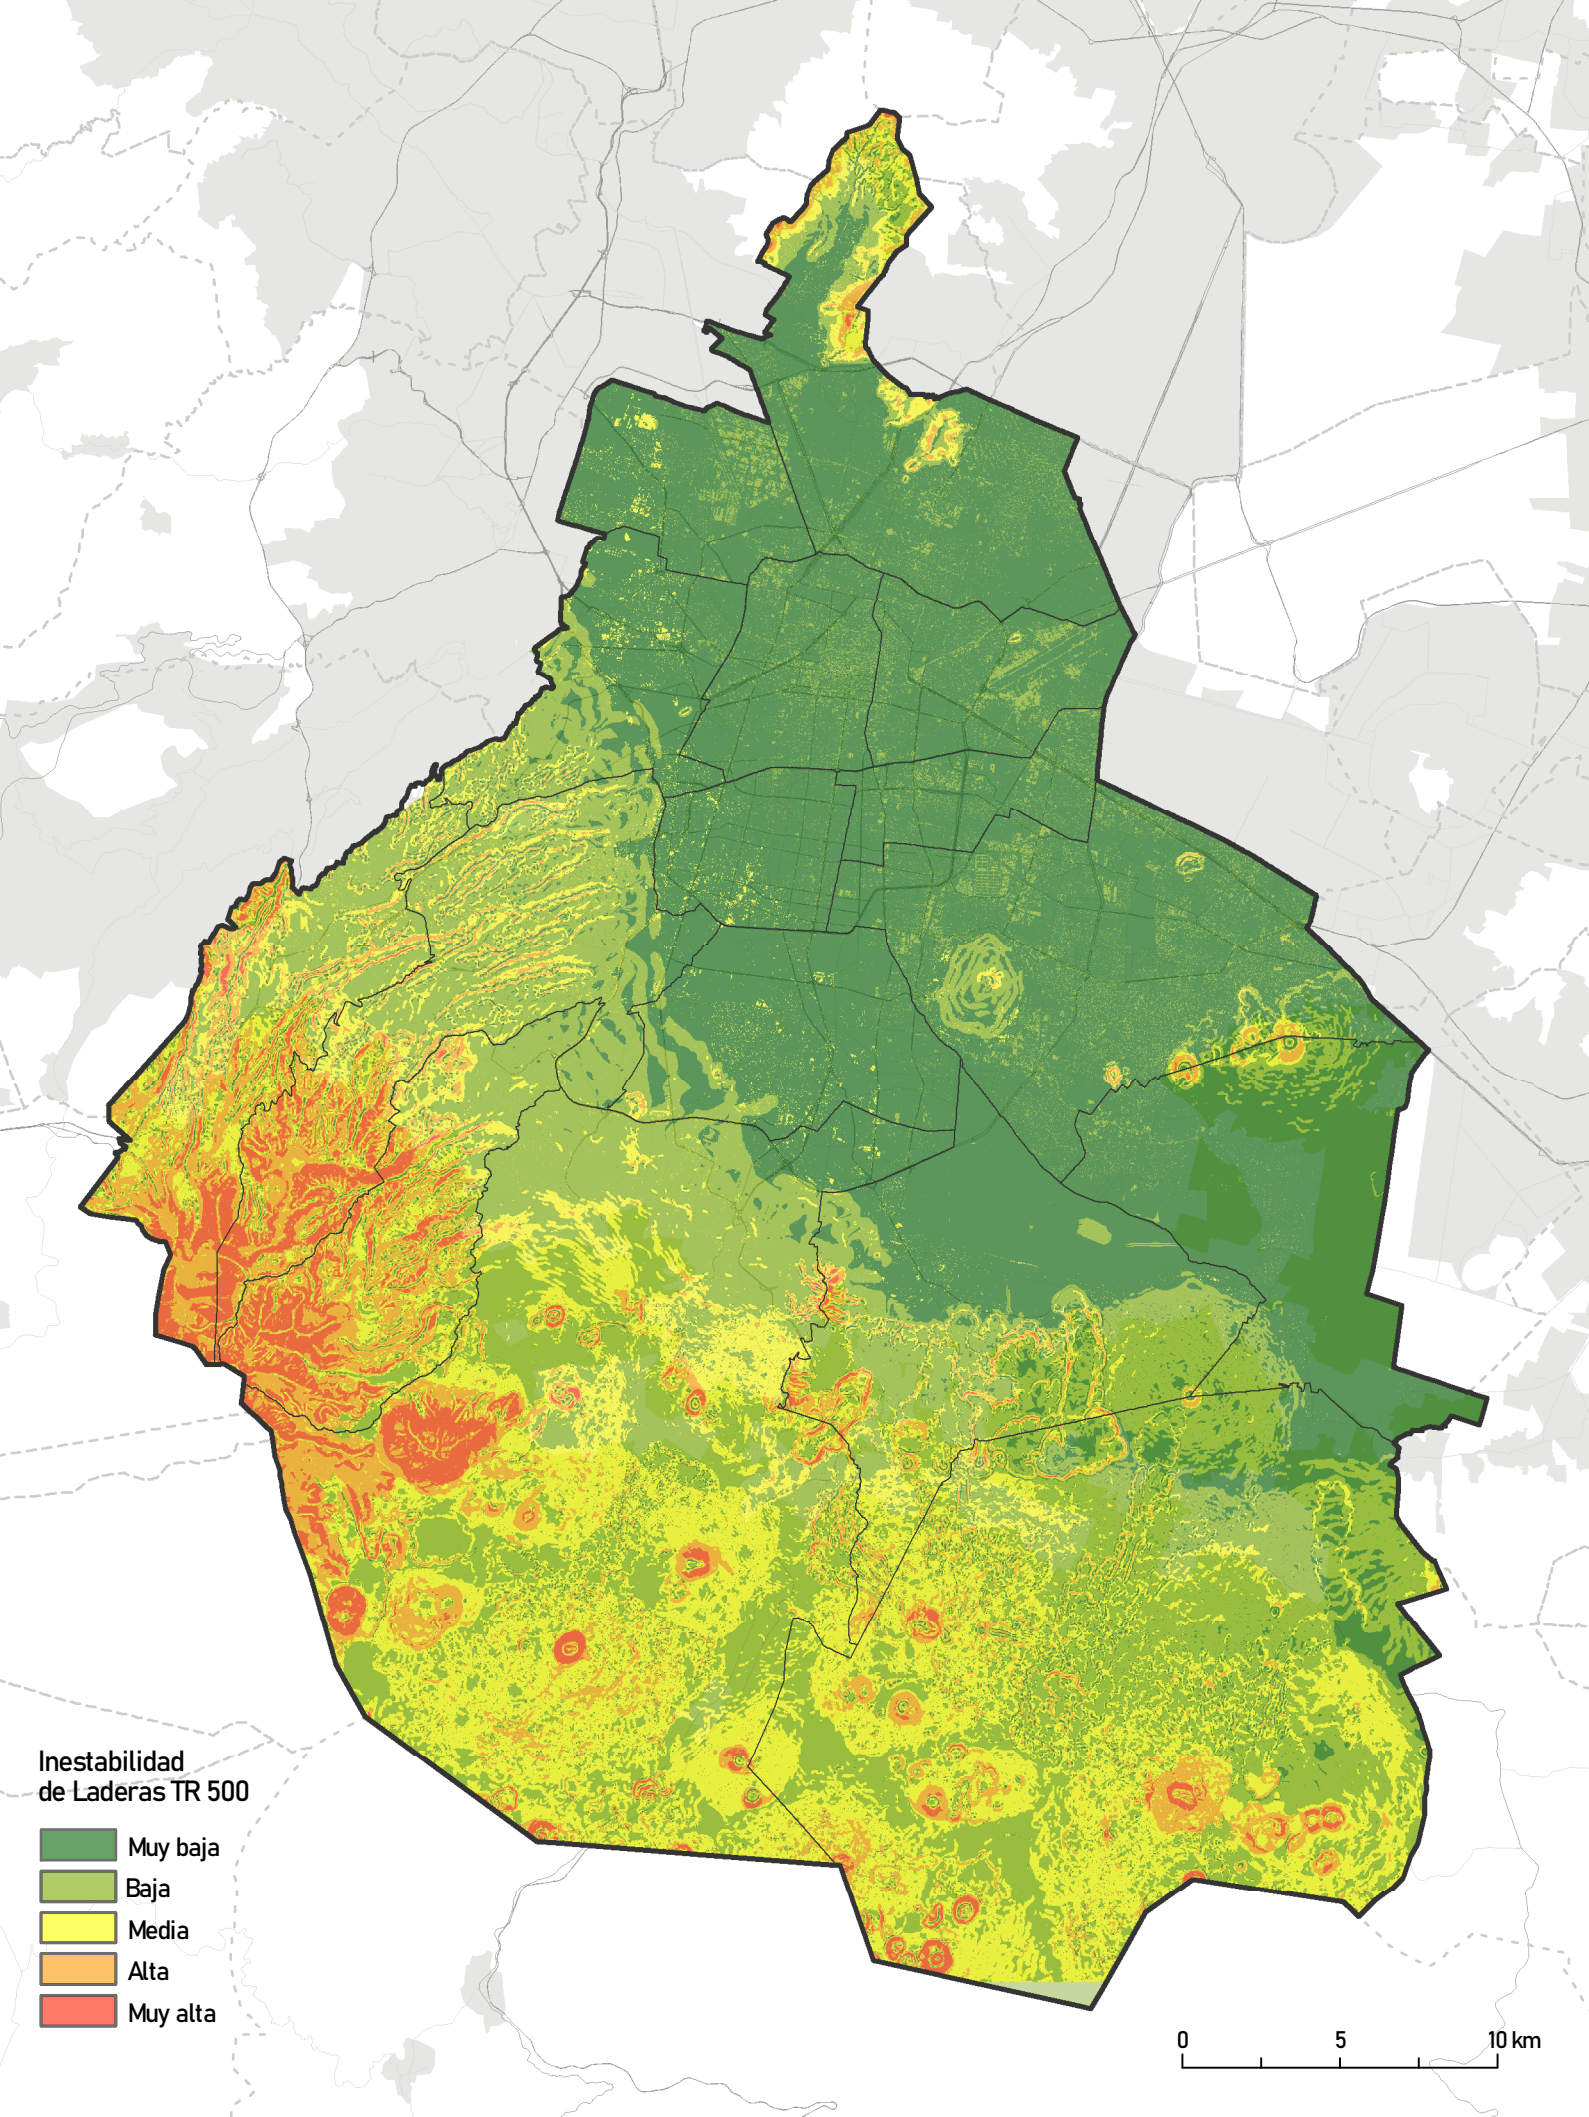 Inestabilidad
de Laderas TR 500
Muy baja
Baja
Media
Alta
Muy alta
0 5 10 km